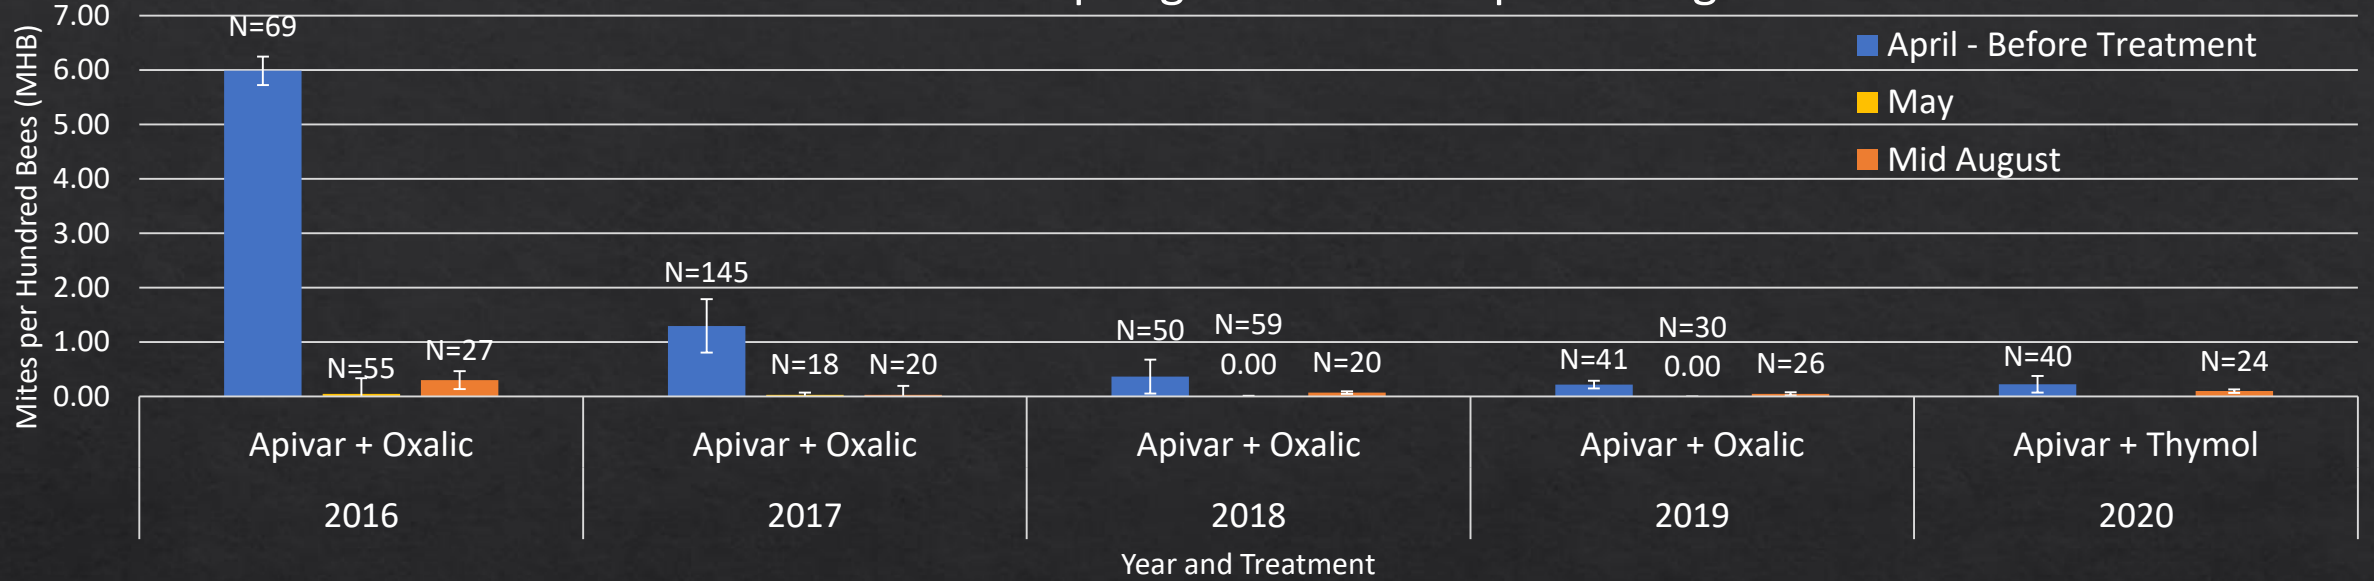 7.00
6.00
5.00
4.00
3.00
2.00
1.00
0.00
Mites per Hundred Bees (MHB)
April - Before Treatment
May
Mid August
N=69
N=55
N=27
N=145
N=18
N=20
N=50
N=59
0.00
N=20
N=41
N=30
0.00
N=26
N=40
N=24
Apivar + Oxalic
Apivar + Oxalic
Apivar + Oxalic
Apivar + Oxalic
Apivar + Thymol
2016
2017
2018
2019
2020
Year and Treatment